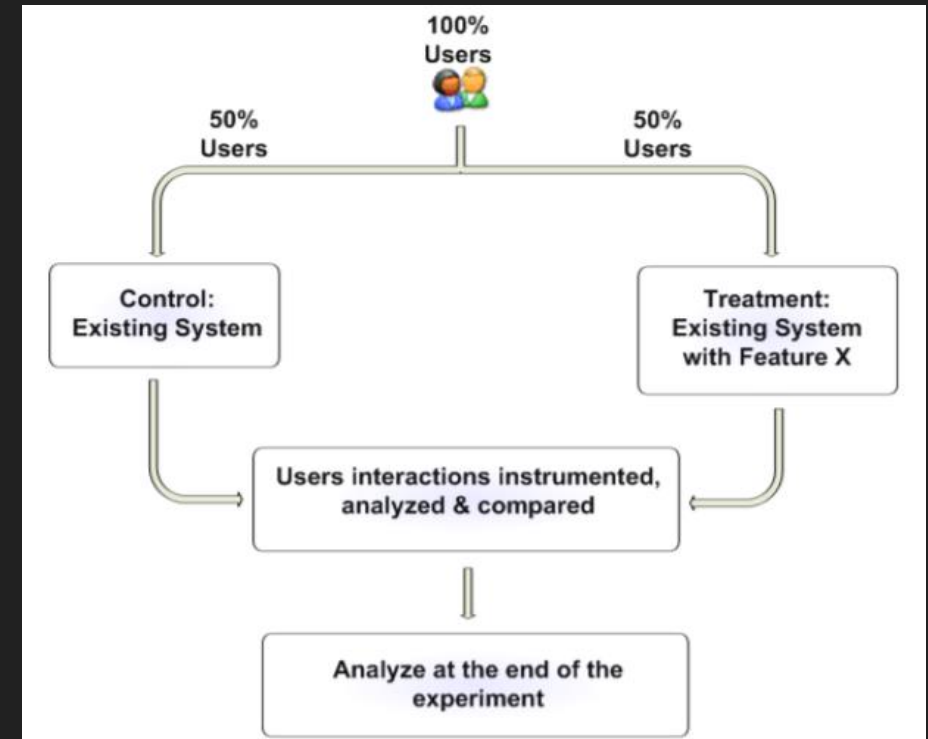 100%
Users
50%
Users
50%
Users
Control:
Existing System
Treatment:
Existing System
with Feature X
Users interactions instrumented,
analyzed & compared
Analyze at the end of the
experiment